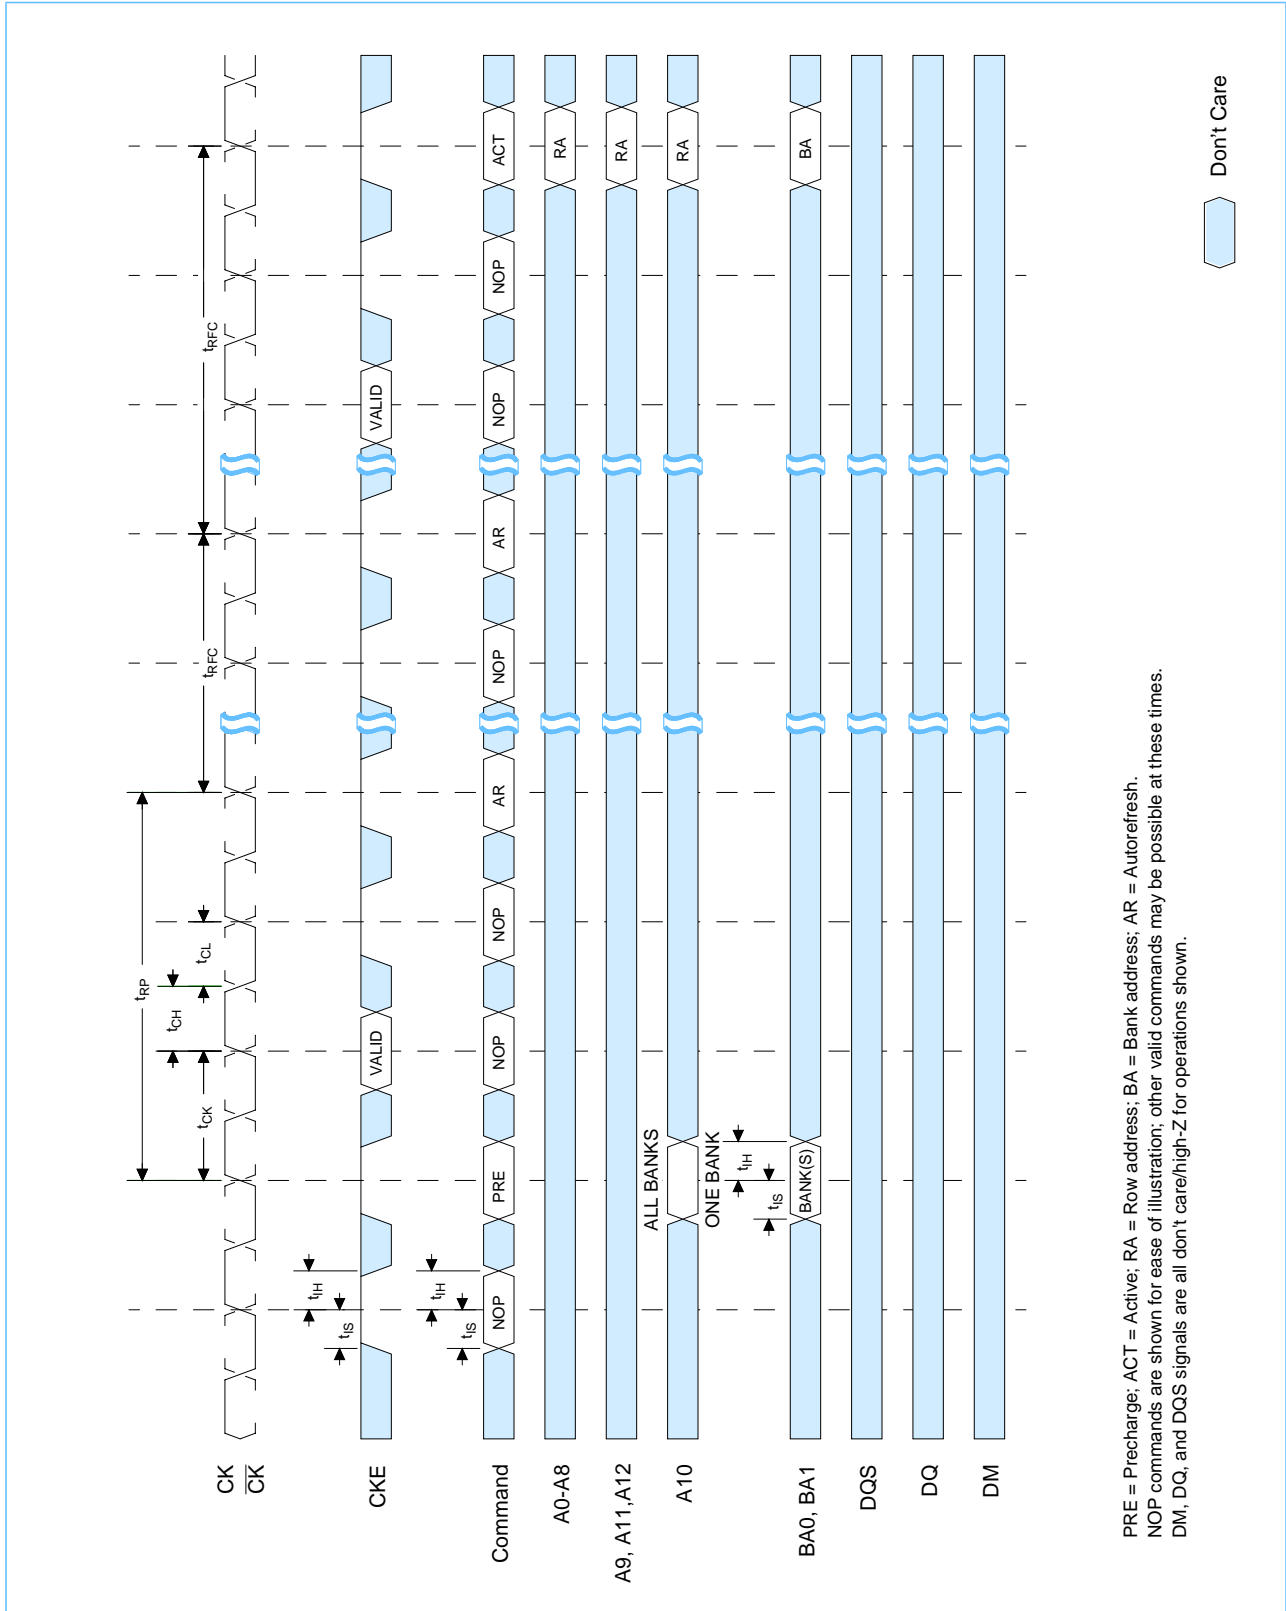 tRP
tCK
tCH
tCL
tRFC
tRFC
CK
CK
tIS
tIH
CKE
VALID
VALID
tIS
tIH
Command
NOP
PRE
NOP
NOP
AR
NOP
AR
NOP
NOP
ACT
A0-A8
RA
A9, A11,A12
RA
ALL BANKS
A10
RA
ONE BANK
tIS
tIH
BA0, BA1
BANK(S)
BA
DQS
DQ
DM
PRE = Precharge; ACT = Active; RA = Row address; BA = Bank address; AR = Autorefresh.
NOP commands are shown for ease of illustration; other valid commands may be possible at these times.
DM, DQ, and DQS signals are all don't care/high-Z for operations shown.
Don't Care